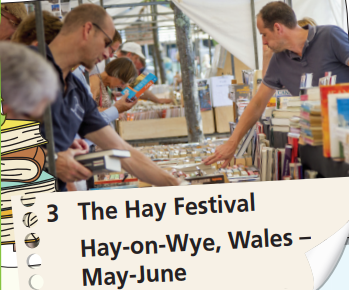 3 The Hay Festival
Hay-on-Wye, Wales –
May-June